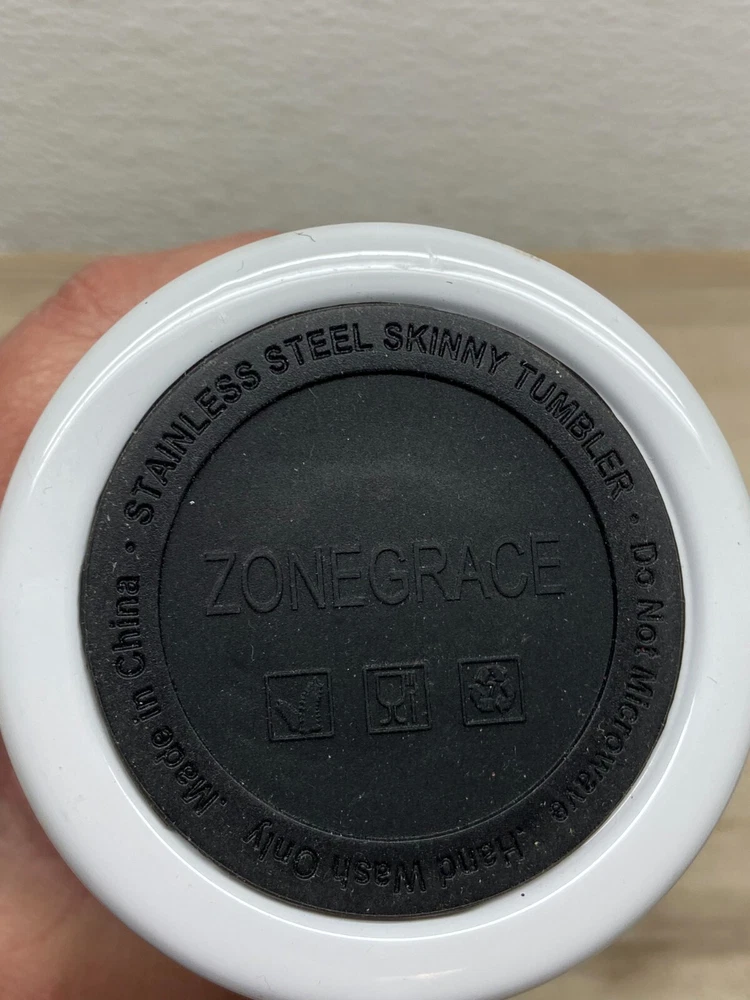 STAINLESS STEEL SKINNY TUMBLER
• Do Not Microwave .Hand Wash Only .Made in China •
ZONEGRACE